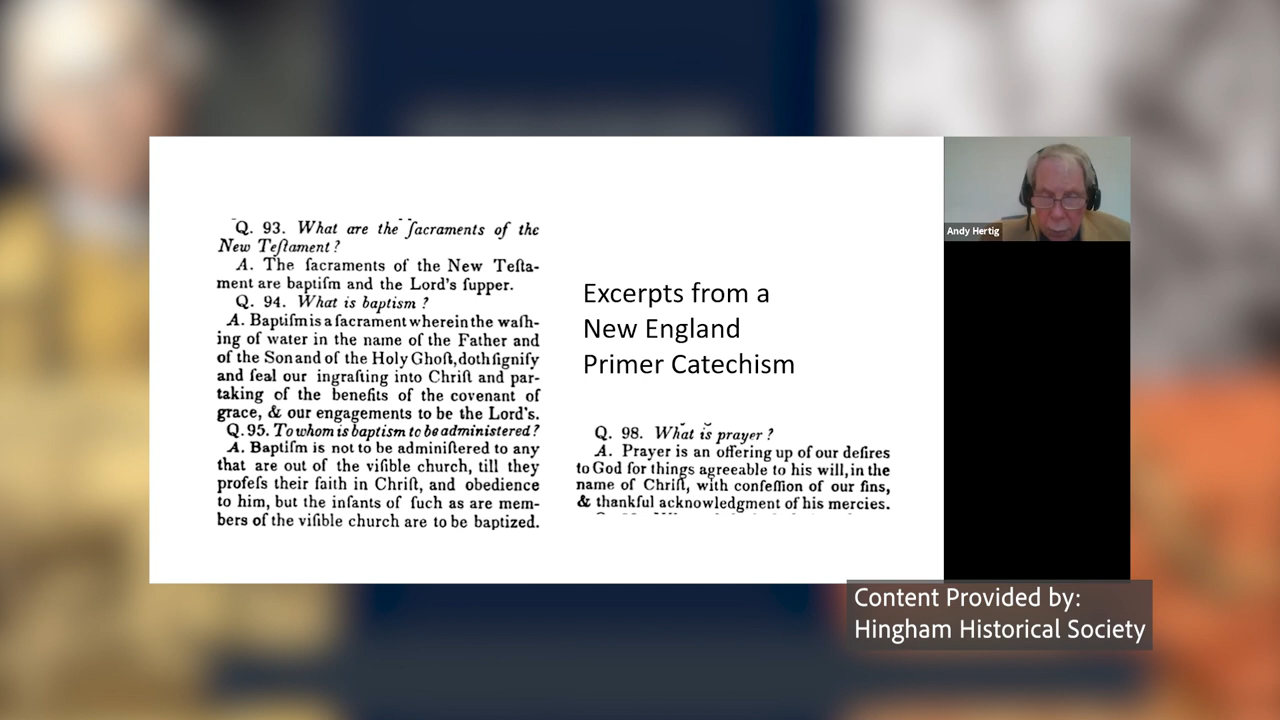 Q. 93. What are the ſacraments of the
New Teſtament?
A. The ſacraments of the New Teſta-
ment are baptiſm and the Lord's ſupper.
Q. 94. What is baptiſm?
A. Baptiſm is a ſacrament wherein the waſh-
ing of water in the name of the Father and
of the Son and of the Holy Ghoſt, doth ſignify
and ſeal our ingraſting into Chriſt and par-
taking of the benefits of the covenant of
grace, & our engagements to be the Lord's.
Q. 95. To whom is baptiſm to be adminiſtered?
A. Baptiſm is not to be adminiſtered to any
that are out of the viſible church, till they
profeſs their faith in Chriſt, and obedience
to him, but the infants of ſuch as are mem-
bers of the viſible church are to be baptized.
Excerpts from a
New England
Primer Catechism
Q. 98. What is prayer?
A. Prayer is an offering up of our deſires
to God for things agreeable to his will, in the
name of Chriſt, with confeſſion of our ſins,
& thankful acknowledgment of his mercies.
Andy Hertig
Content Provided by:
Hingham Historical Society